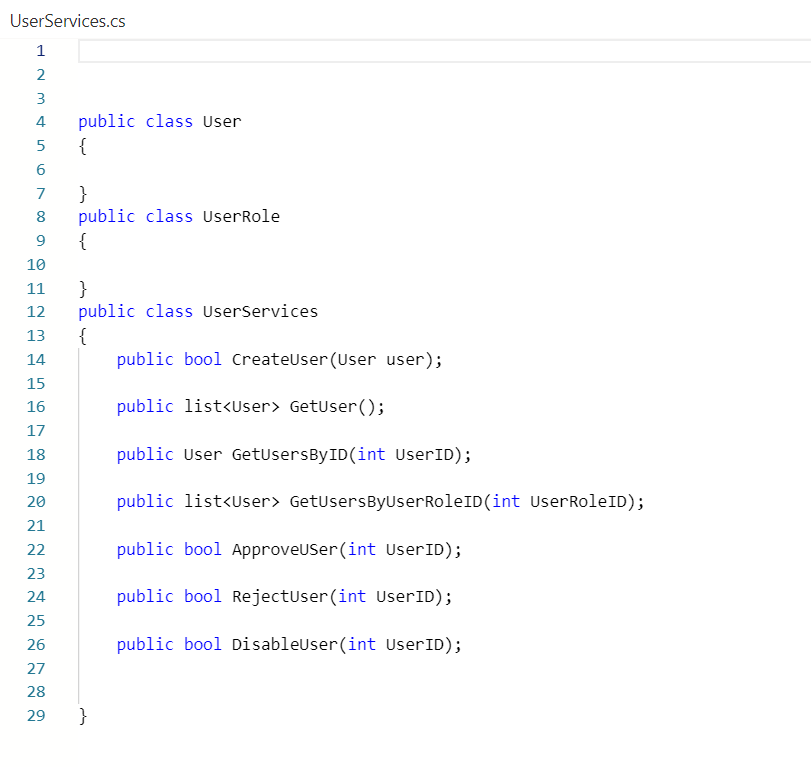 UserServices.cs
1
2
3
4 public class User
5 {
6
7 }
8 public class UserRole
9 {
10
11 }
12 public class UserServices
13 {
14 public bool CreateUser(User user);
15
16 public list<User> GetUser();
17
18 public User GetUsersByID(int UserID);
19
20 public list<User> GetUsersByUserRoleID(int UserRoleID);
21
22 public bool ApproveUSer(int UserID);
23
24 public bool RejectUser(int UserID);
25
26 public bool DisableUser(int UserID);
27
28
29 }